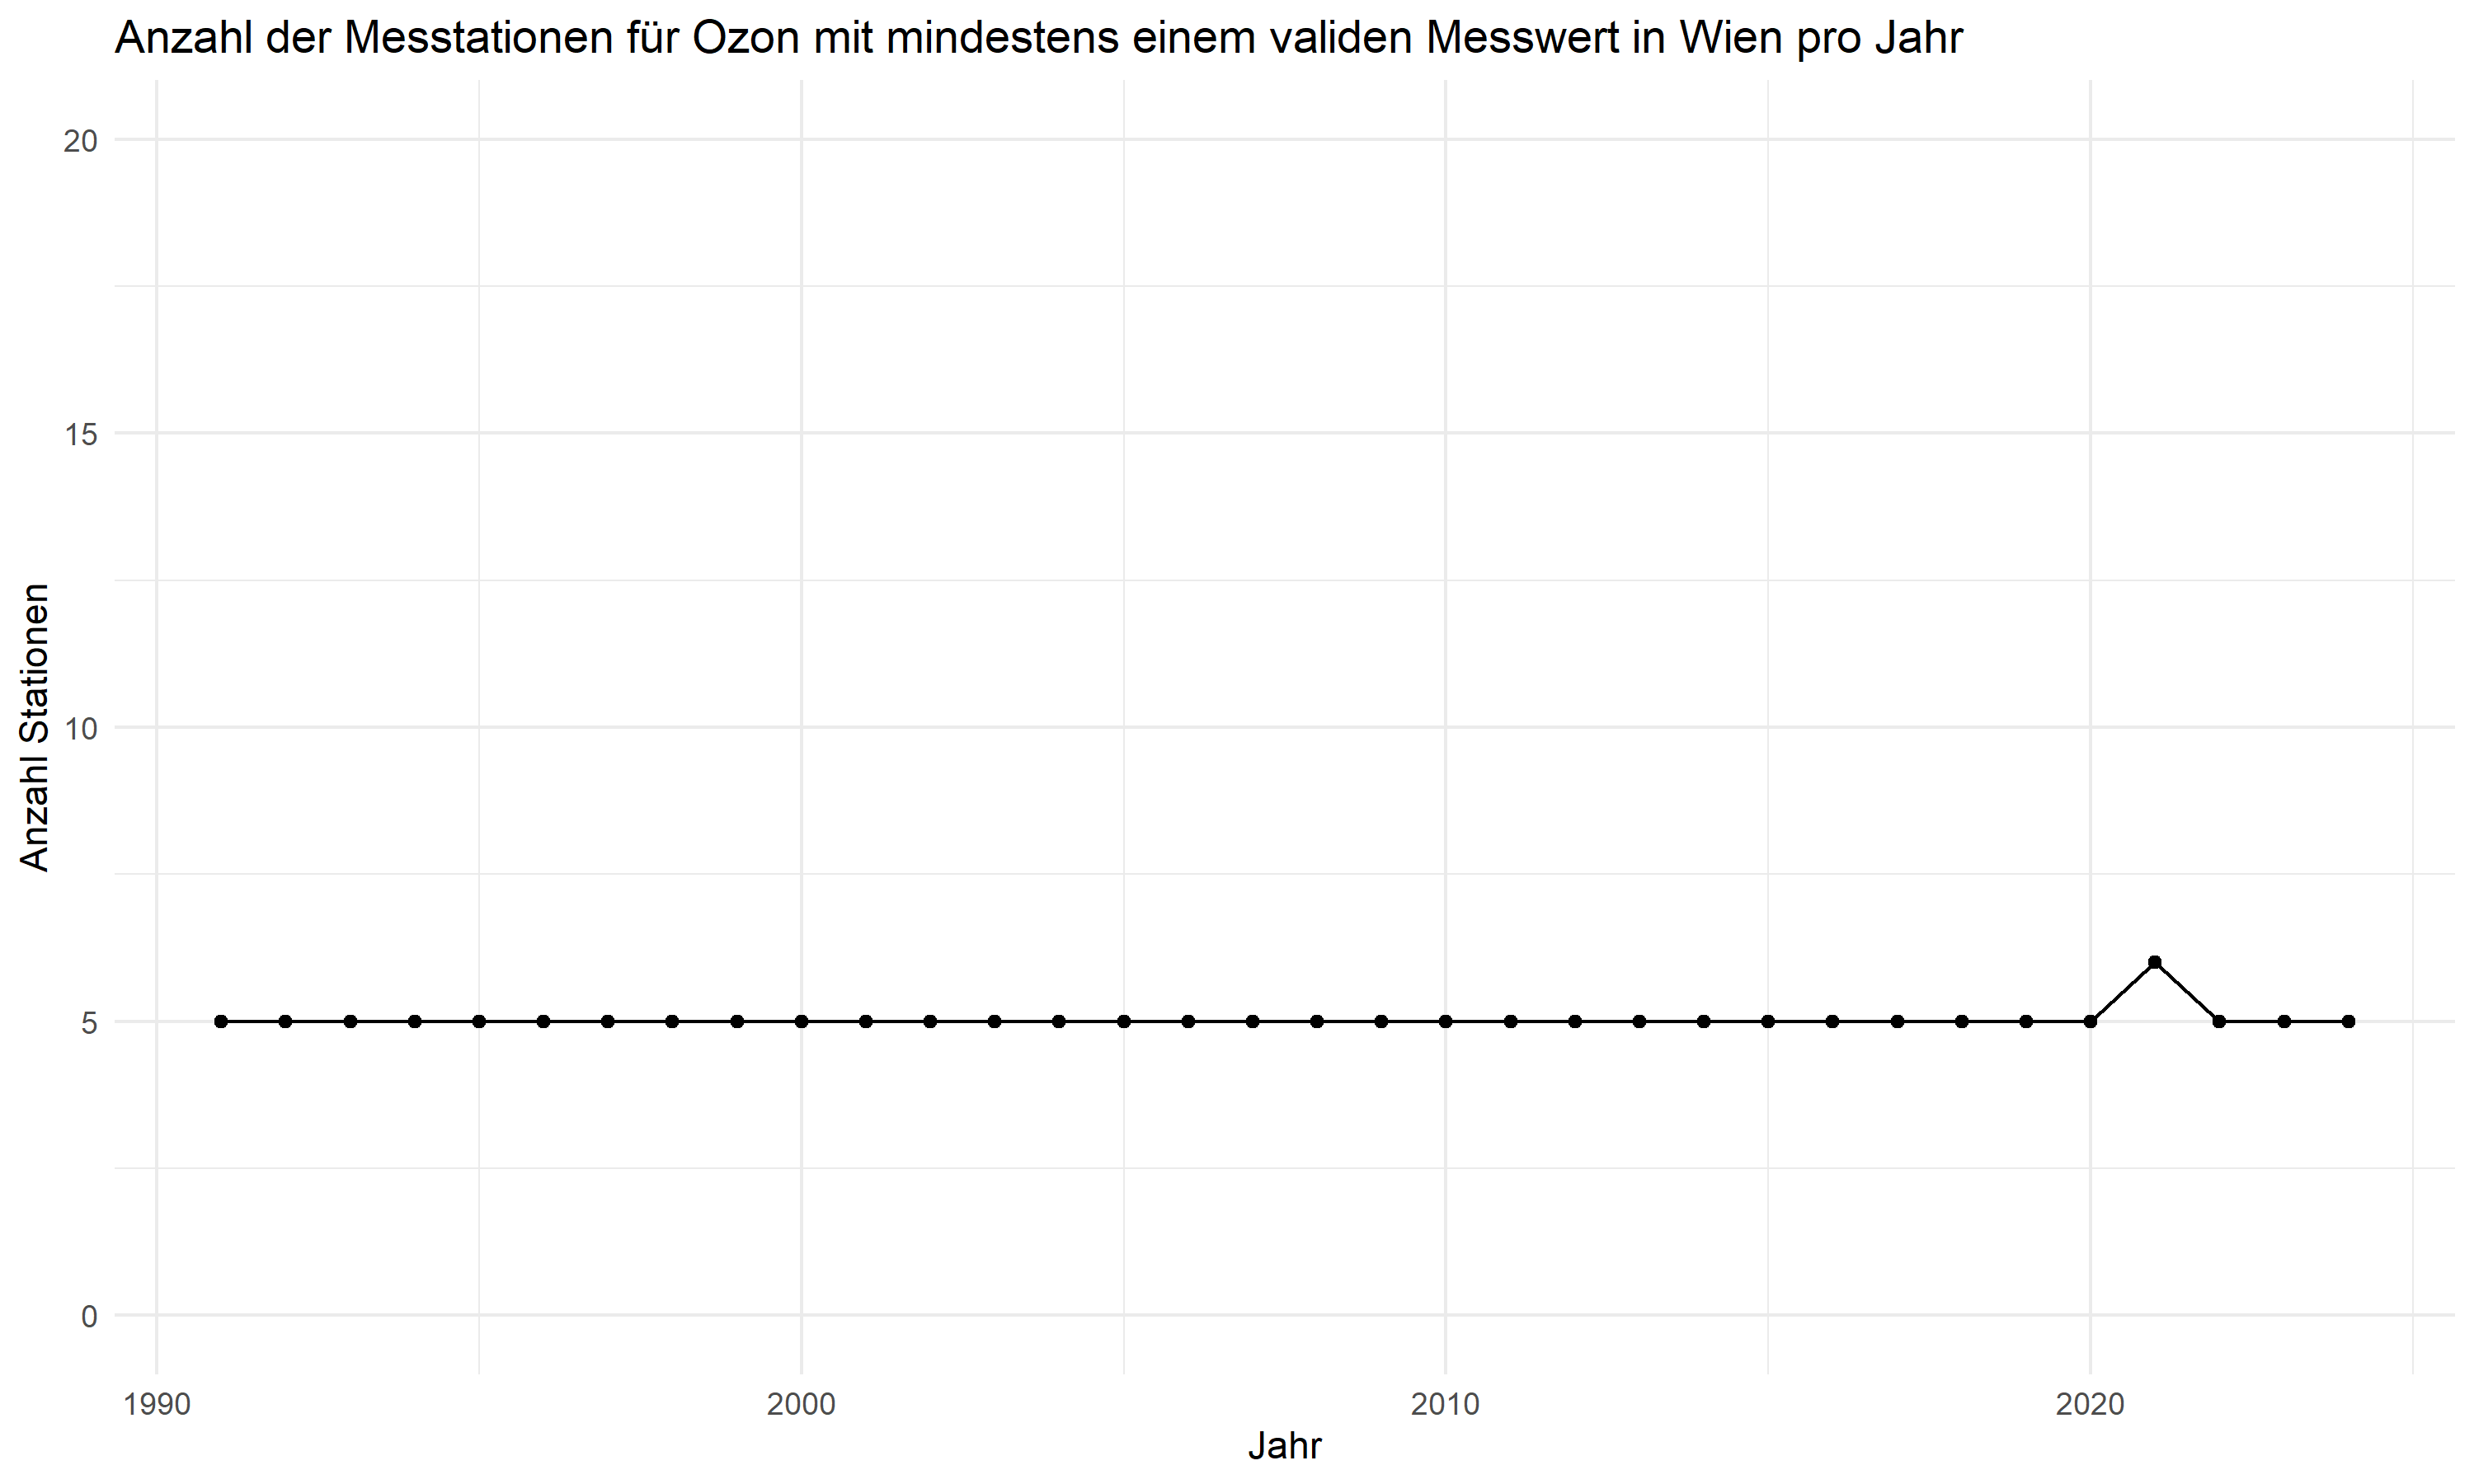 Anzahl der Messtationen für Ozon mit mindestens einem validen Messwert in Wien pro Jahr
20
15
10
5
0
Anzahl Stationen
1990 2000 2010 2020
Jahr